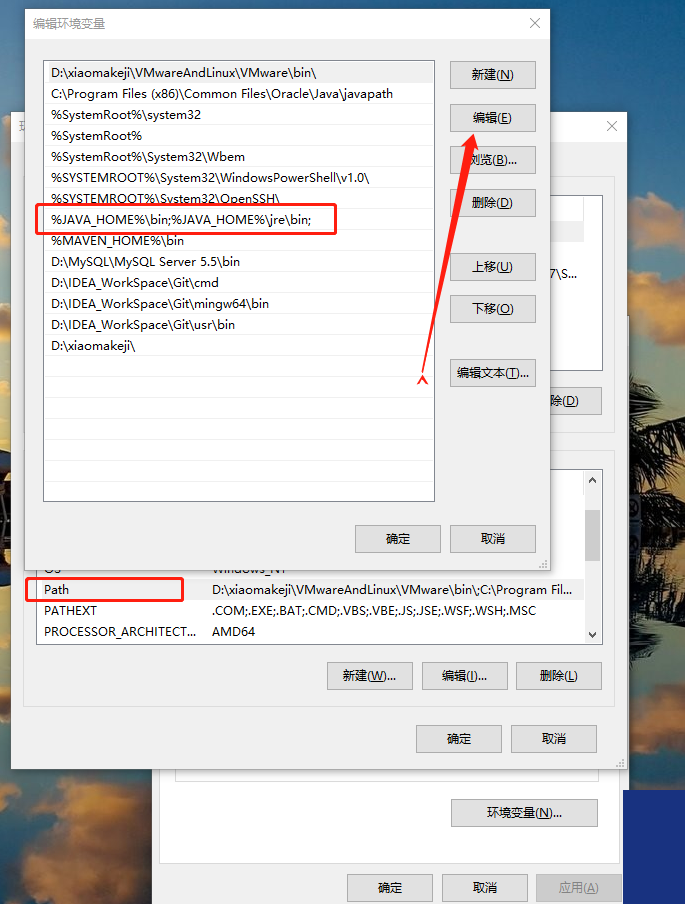 编辑环境变量
D:\xiaomakeji\VMwareAndLinux\VMware\bin\
C:\Program Files (x86)\Common Files\Oracle\Java\javapath
%SystemRoot%\system32
%SystemRoot%
%SystemRoot%\System32\Wbem
%SYSTEMROOT%\System32\WindowsPowerShell\v1.0\
%SYSTEMROOT%\System32\OpenSSH\
%JAVA_HOME%\bin;%JAVA_HOME%\jre\bin;
%MAVEN_HOME%\bin
D:\MySQL\MySQL Server 5.5\bin
D:\IDEA_WorkSpace\Git\cmd
D:\IDEA_WorkSpace\Git\mingw64\bin
D:\IDEA_WorkSpace\Git\usr\bin
D:\xiaomakeji\
新建(N)
编辑(E)
浏览(B)...
删除(D)
上移(U)
下移(O)
编辑文本(T)...
确定
取消
7\S...
除(D)
OS Windows_NT
Path D:\xiaomakeji\VMwareAndLinux\VMware\bin\;C:\Program Fil...
PATHEXT .COM;.EXE;.BAT;.CMD;.VBS;.VBE;.JS;.JSE;.WSF;.WSH;.MSC
PROCESSOR_ARCHITECT... AMD64
新建(W)...
编辑(I)...
删除(L)
确定
取消
环境变量(N)...
确定
取消
应用(A)